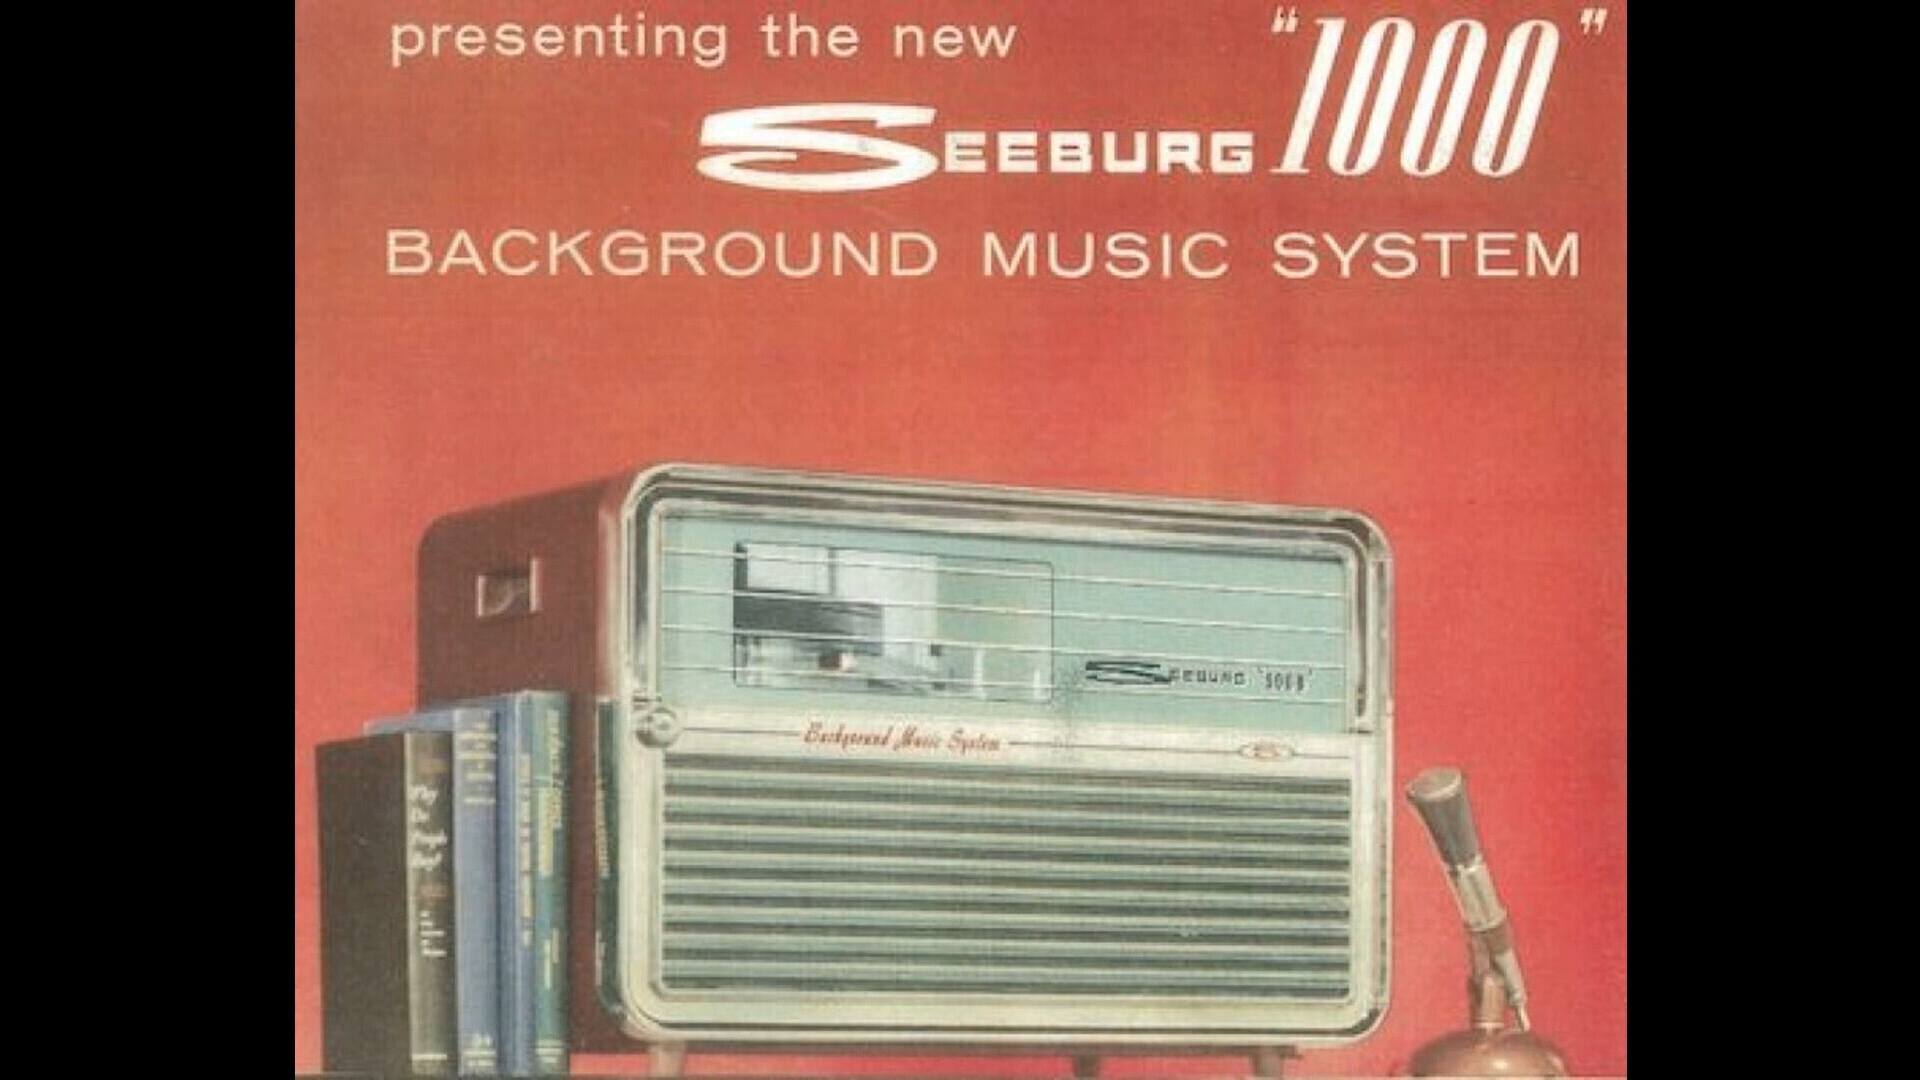 presenting the new
SEEBURG "1000"
BACKGROUND MUSIC SYSTEM
SEEBURG
Background Music System